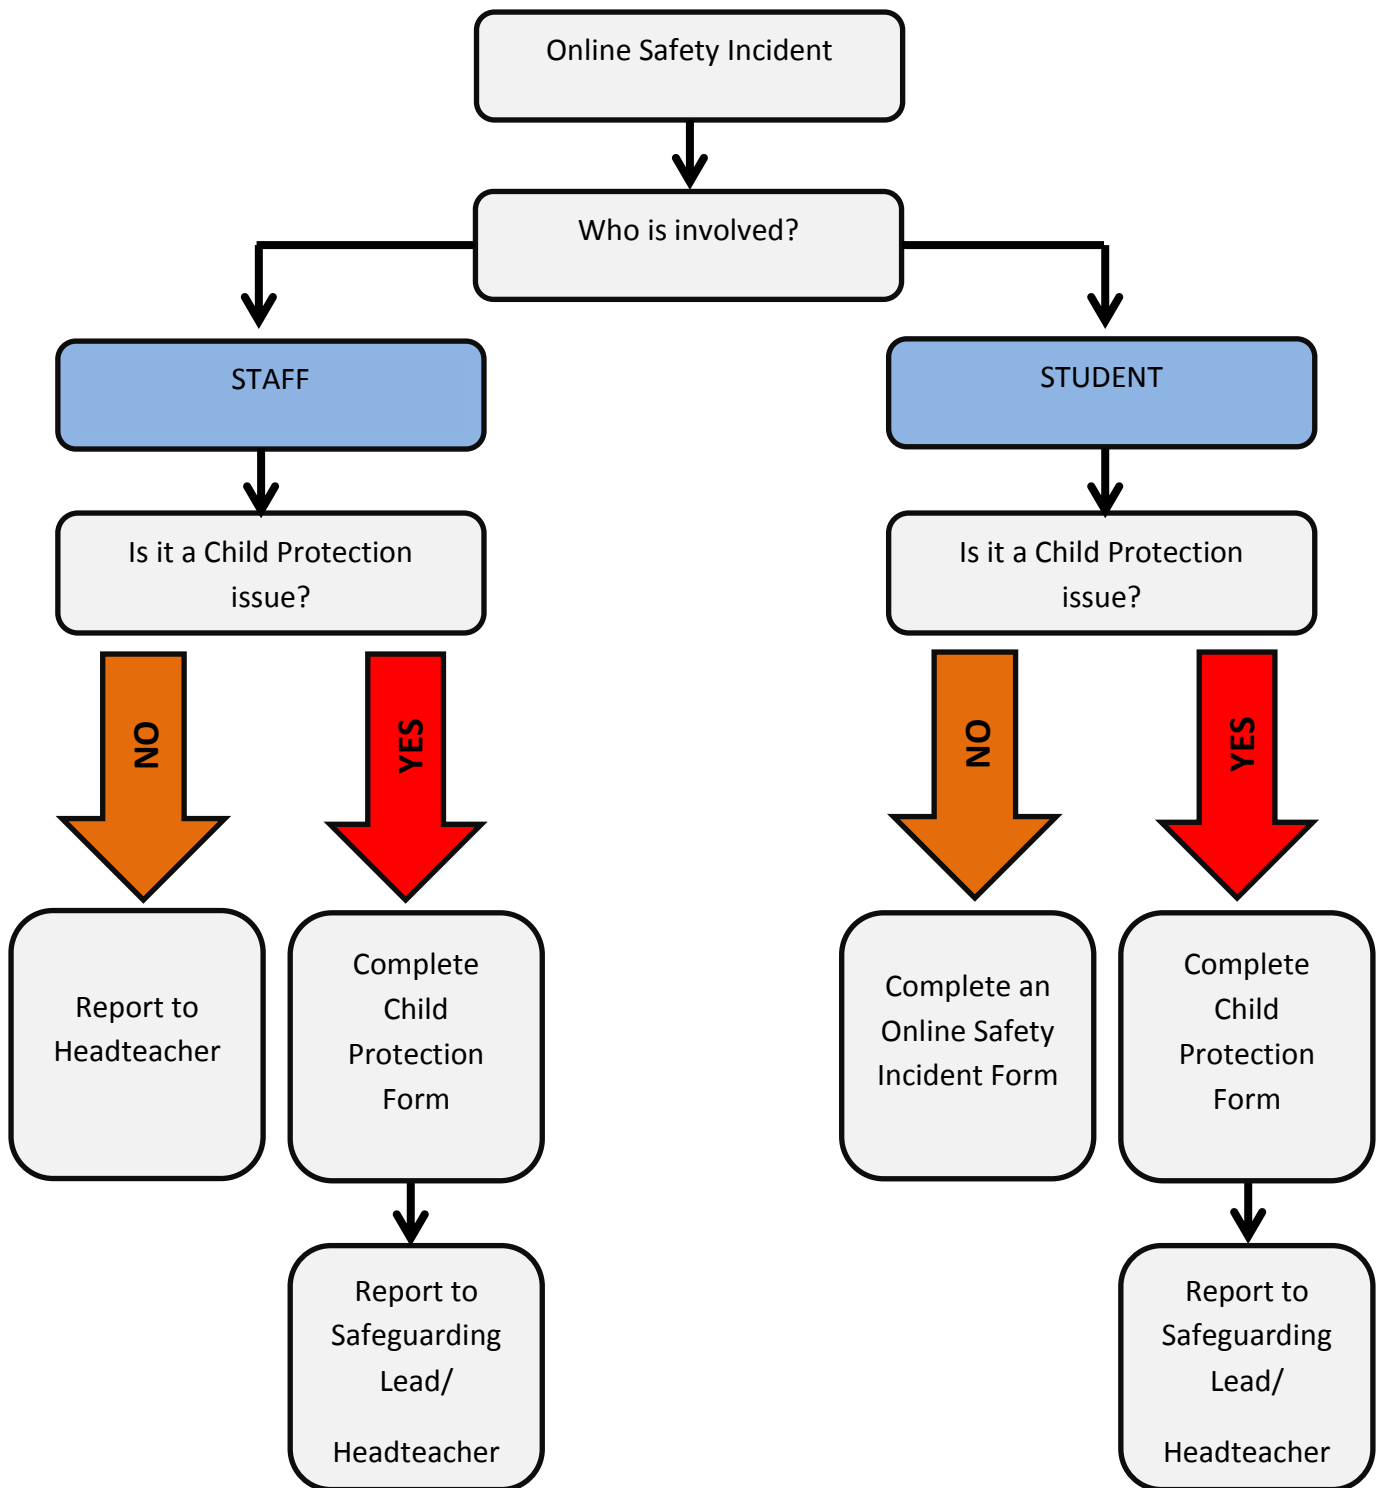 Online Safety Incident
Who is involved?
STAFF
STUDENT
Is it a Child Protection
issue?
Is it a Child Protection
issue?
NO
YES
NO
YES
Report to
Headteacher
Complete
Child
Protection
Form
Complete an
Online Safety
Incident Form
Complete
Child
Protection
Form
Report to
Safeguarding
Lead/
Headteacher
Report to
Safeguarding
Lead/
Headteacher